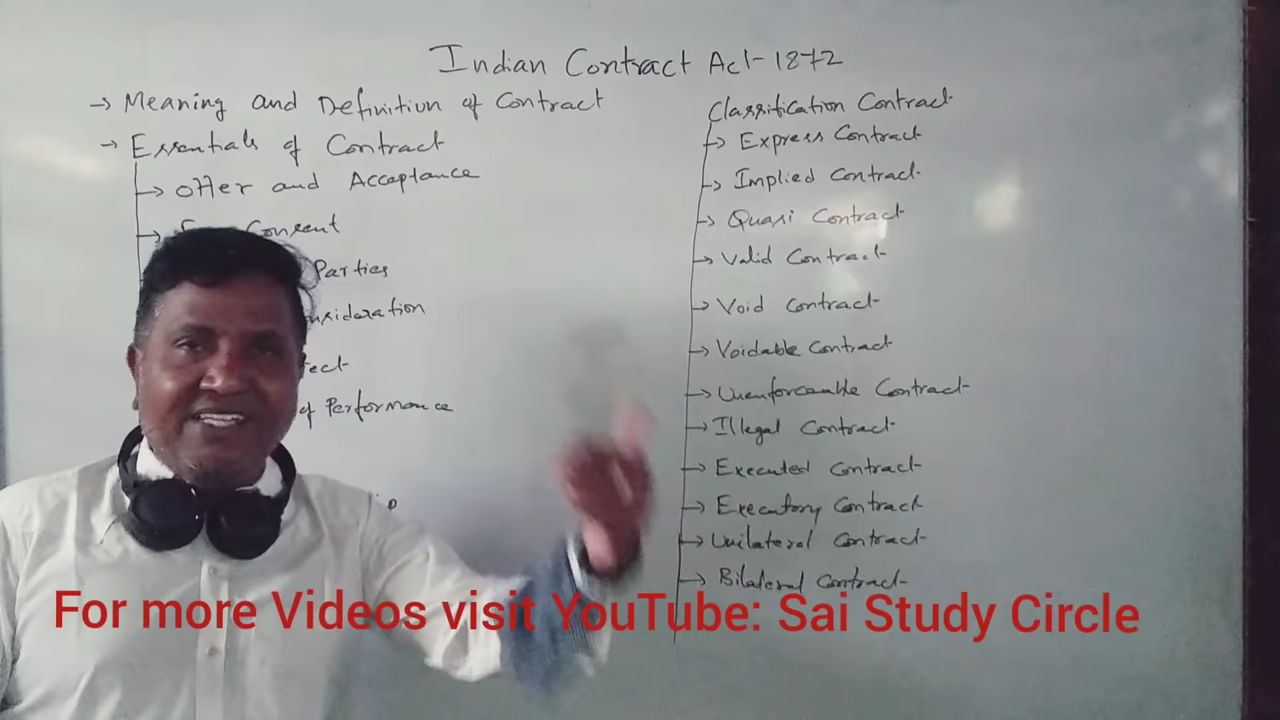 Indian Contract Act-1872
→ Meaning and Definition of Contract
→ Essentials of Contract
→ Offer and Acceptance
Consent
Parties
of Performance
Classification Contract
→ Express Contract
→ Implied Contract
→ Quasi Contract
→ Valid Contract
→ Void Contract
→ Voidable Contract
→ Unenforceable Contract
→ Illegal Contract
→ Executed Contract
→ Executory Contract
→ Unilateral Contract
→ Bilateral Contract
For more Videos visit YouTube: Sai Study Circle